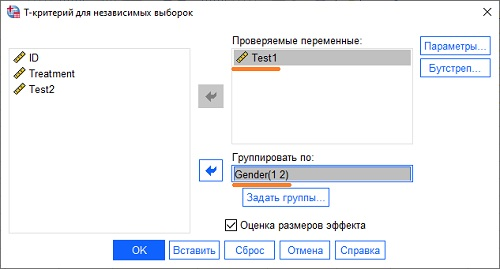 Т-критерий для независимых выборок
ID
Treatment
Test2
Проверяемые переменные:
Test1
Параметры...
Бутстреп...
Группировать по:
Gender(1 2)
Задать группы...
Оценка размеров эффекта
OK
Вставить
Сброс
Отмена
Справка